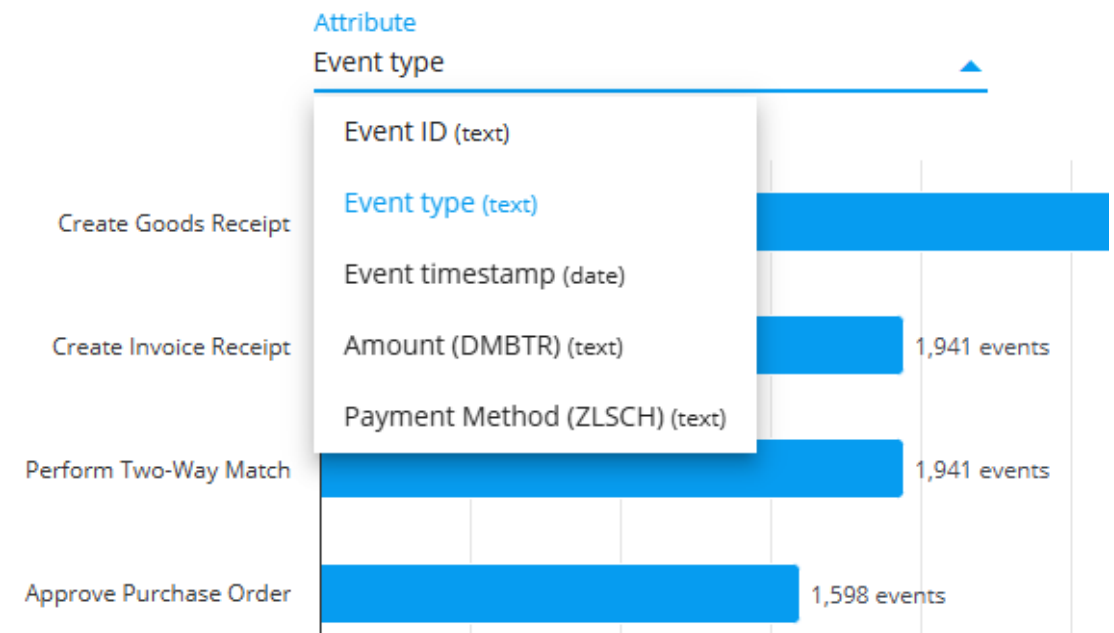 Attribute
Event type
Event ID (text)
Event type (text)
Create Goods Receipt
Event timestamp (date)
Create Invoice Receipt
Amount (DMBTR) (text)
1,941 events
Payment Method (ZLSCH) (text)
Perform Two-Way Match
1,941 events
Approve Purchase Order
1,598 events